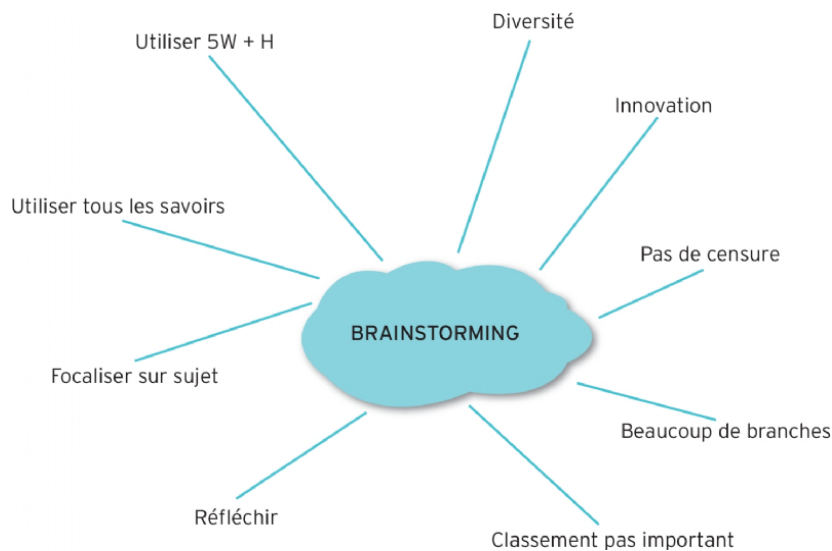 Diversité
Utiliser 5W + H
Innovation
Utiliser tous les savoirs
Pas de censure
BRAINSTORMING
Focaliser sur sujet
Beaucoup de branches
Réfléchir
Classement pas important